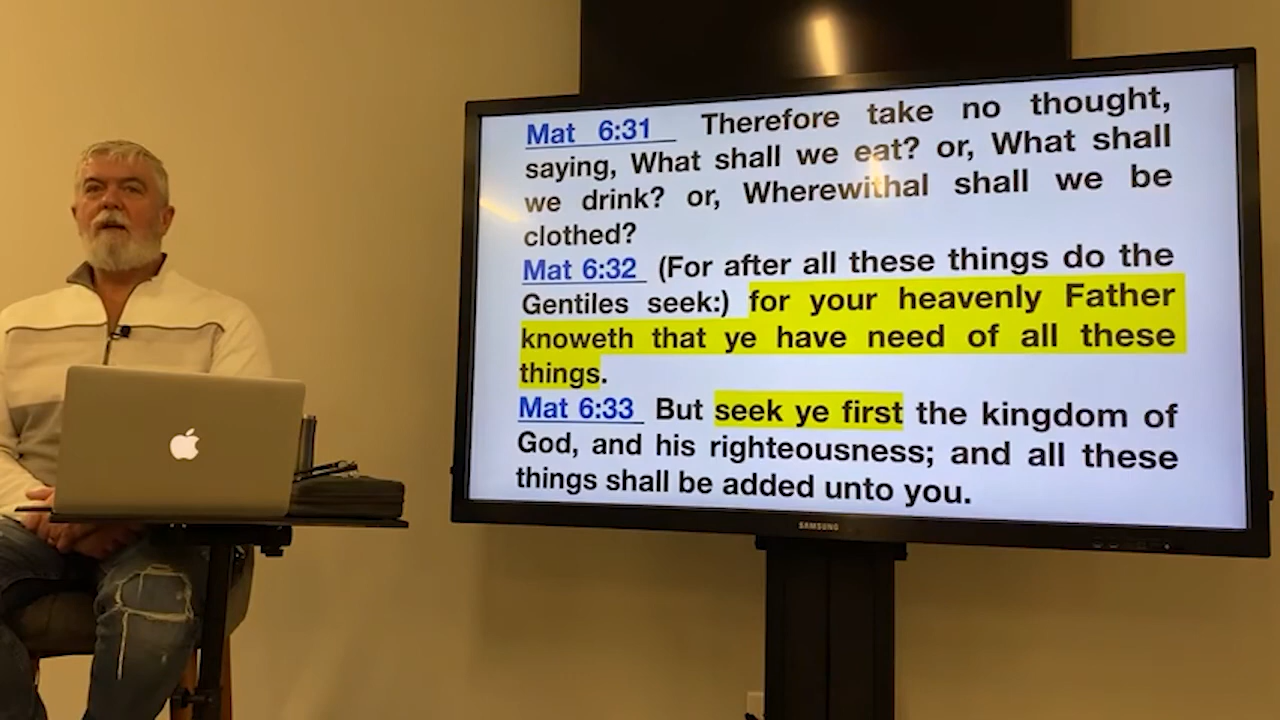 Mat 6:31 Therefore take no thought,
saying, What shall we eat? or, What shall
we drink? or, Wherewithal shall we be
clothed?
Mat 6:32 (For after all these things do the
Gentiles seek:) for your heavenly Father
knoweth that ye have need of all these
things.
Mat 6:33 But seek ye first the kingdom of
God, and his righteousness; and all these
things shall be added unto you.
SAMSUNG